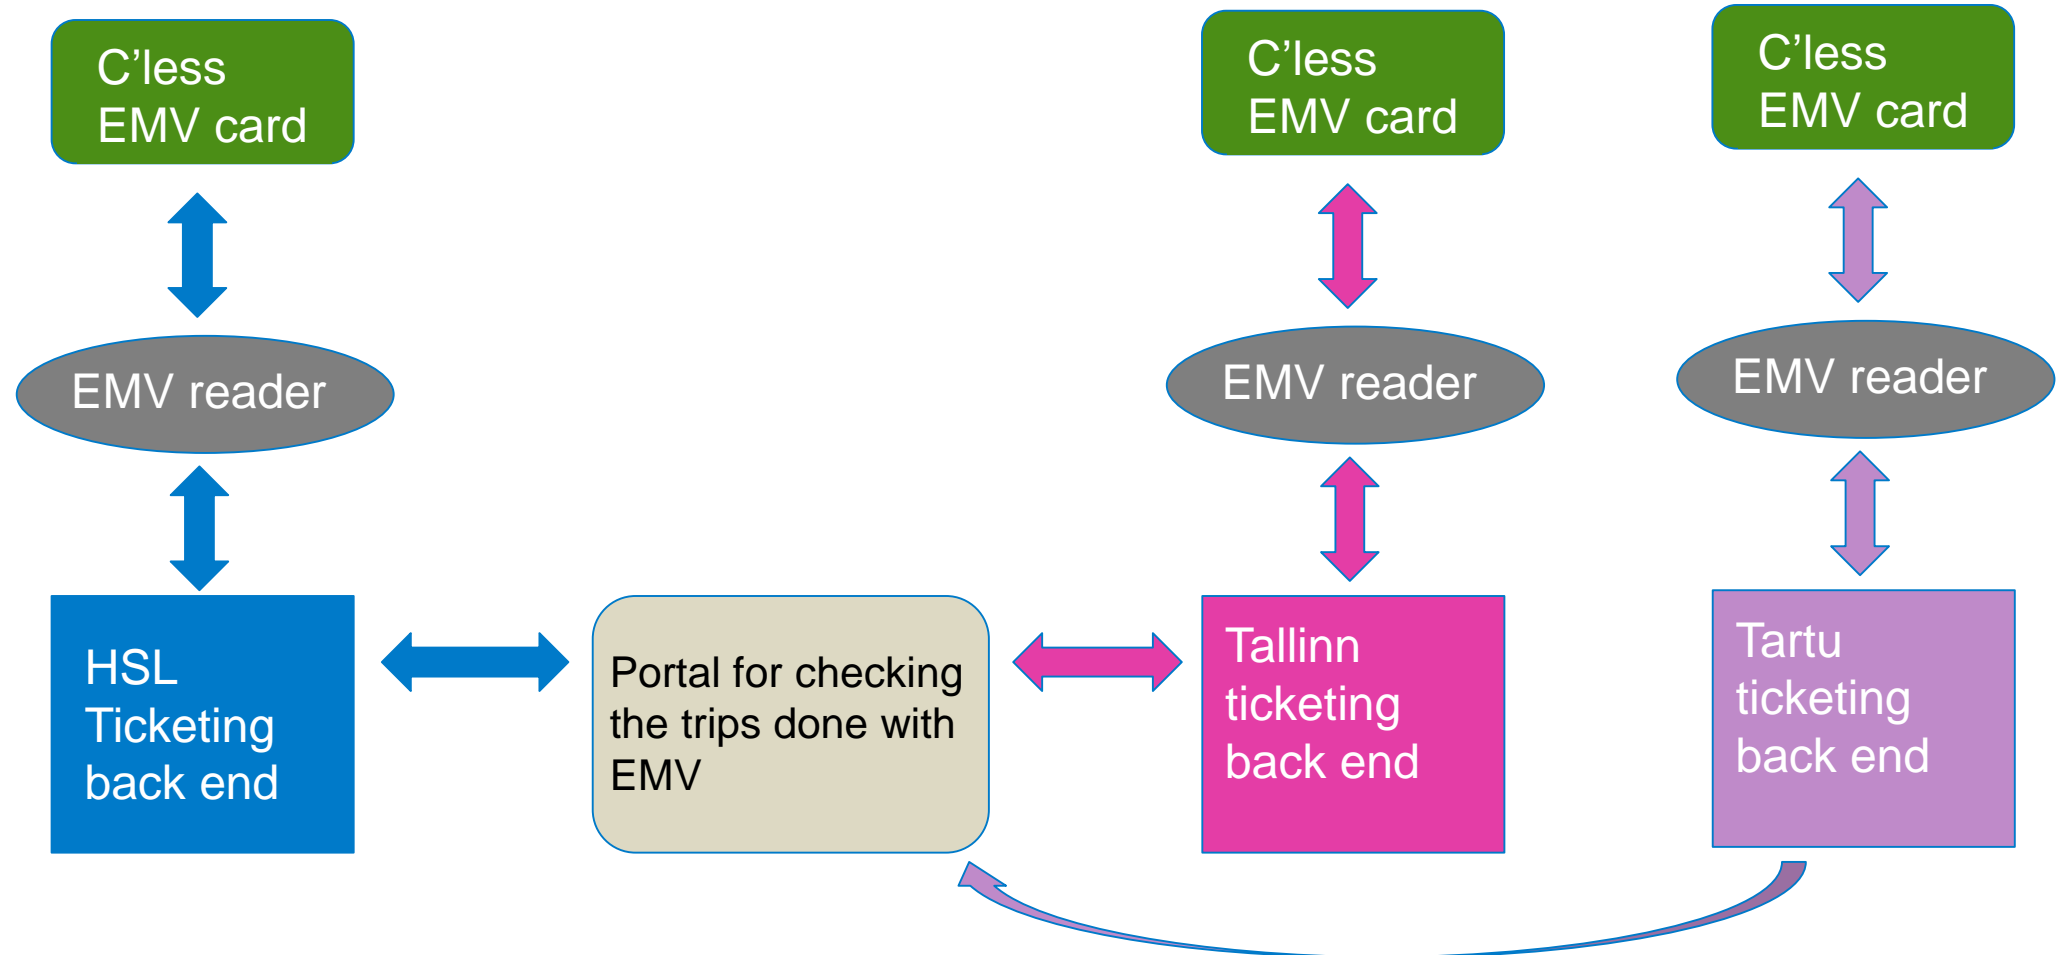 C’less
EMV card
C’less
EMV card
C’less
EMV card
EMV reader
EMV reader
EMV reader
HSL
Ticketing
back end
Portal for checking
the trips done with
EMV
Tallinn
ticketing
back end
Tartu
ticketing
back end